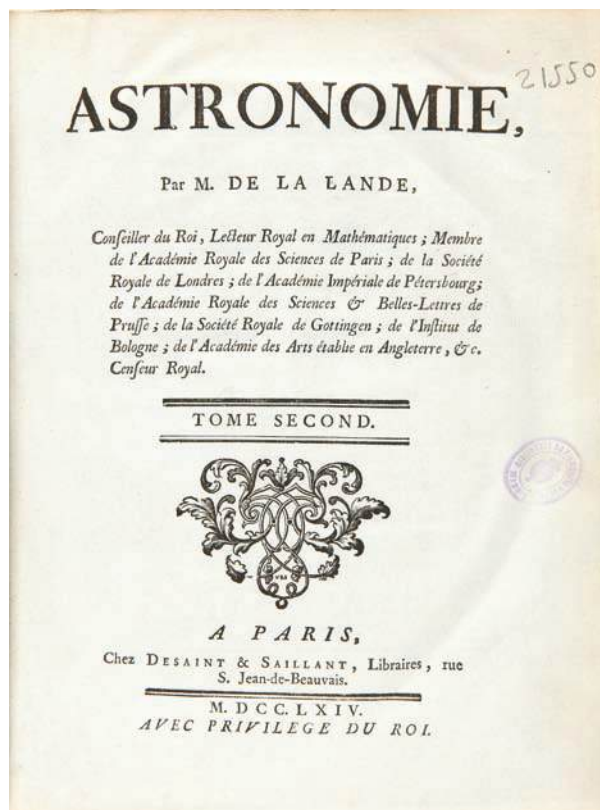 21550
ASTRONOMIE,
Par M. DE LA LANDE,
Conſeiller du Roi, Lecteur Royal en Mathématiques ; Membre
de l'Académie Royale des Sciences de Paris ; de la Société
Royale de Londres ; de l'Académie Impériale de Pétersbourg;
de l'Académie Royale des Sciences & Belles-Lettres de
Pruſſe ; de la Société Royale de Gottingen ; de l'Inſtitut de
Bologne ; de l'Académie des Arts établie en Angleterre, &c.
Cenſeur Royal.
TOME SECOND.
A PARIS,
Chez DESAINT & SAILLANT, Libraires, rue
S. Jean-de-Beauvais.
M. DCC. LXIV.
AVEC PRIVILEGE DU ROI.